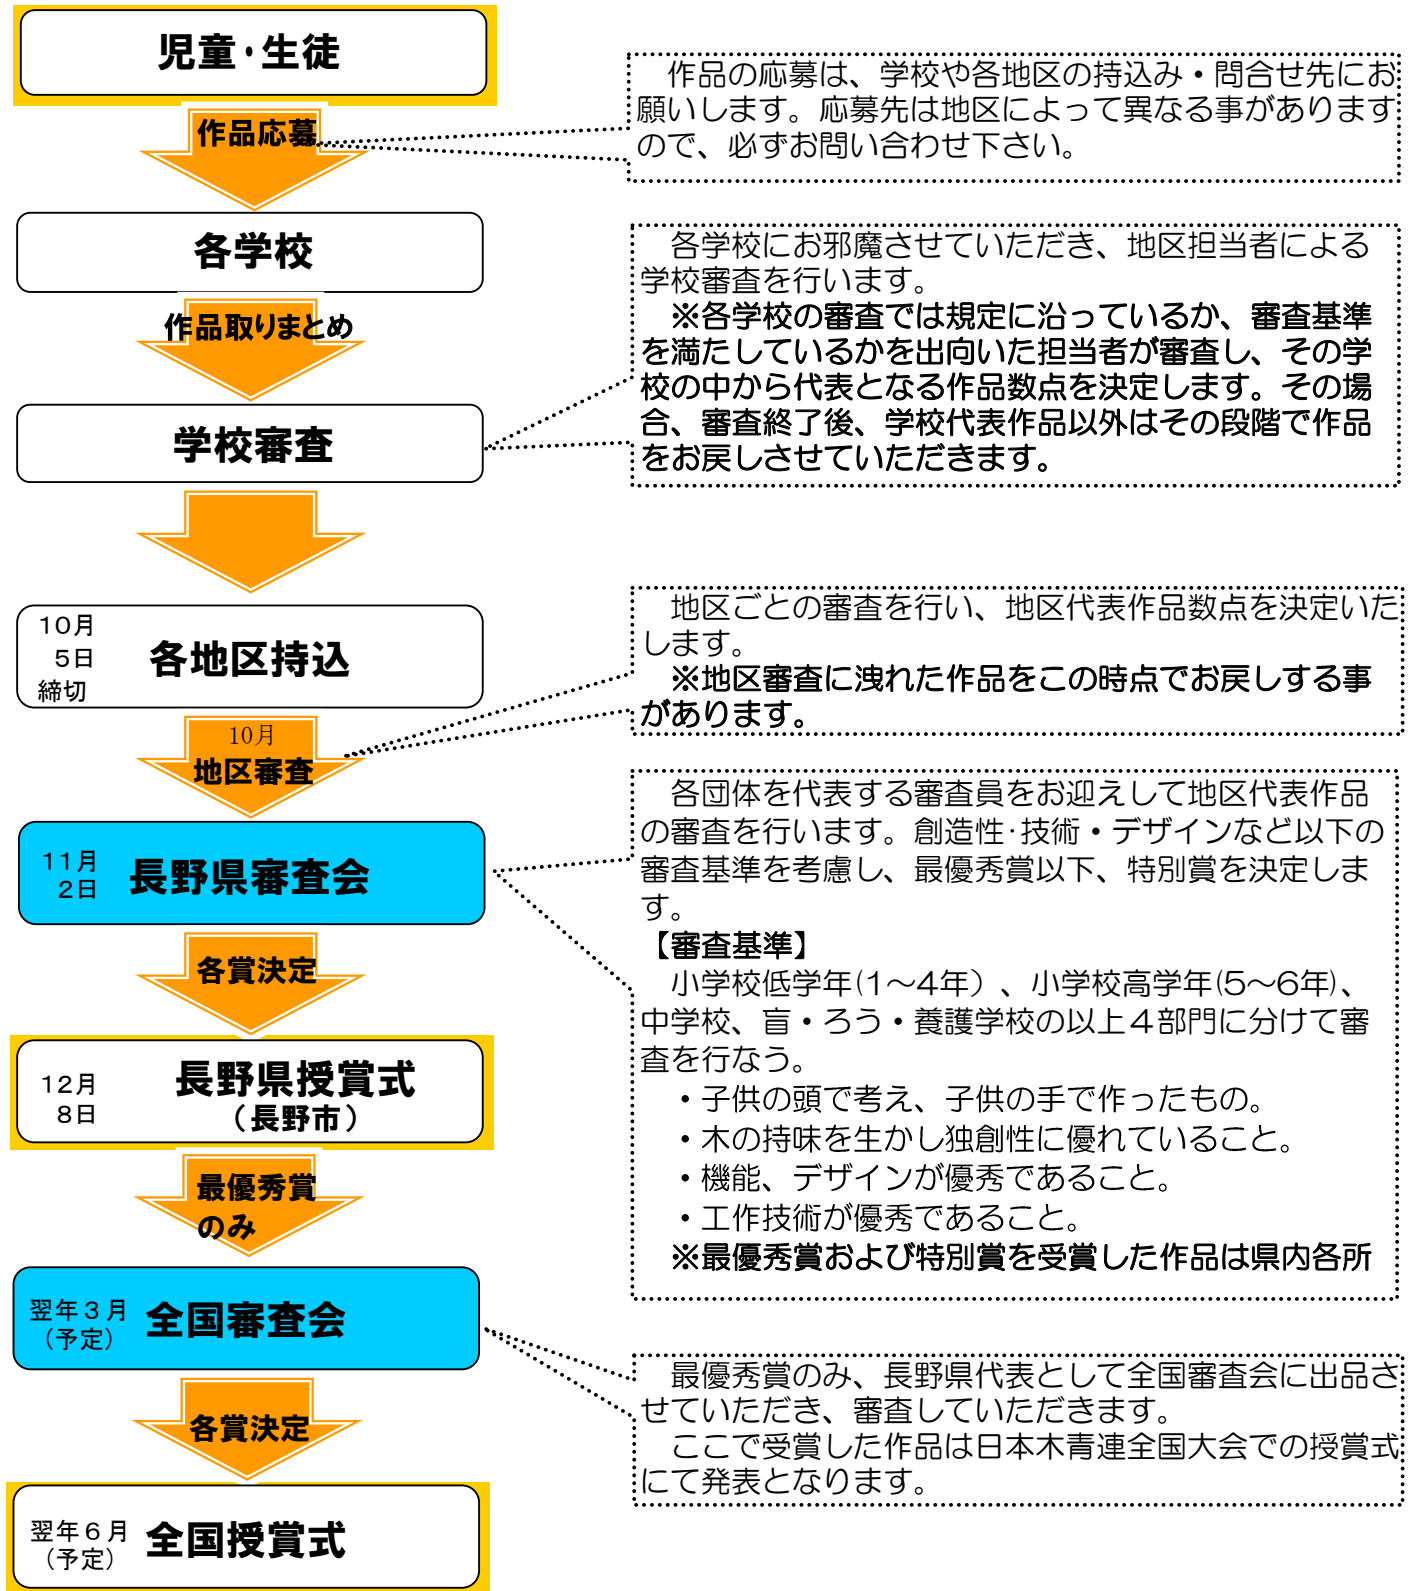 児童・生徒
作品応募
作品の応募は、学校や各地区の持込み・問合せ先にお
願いします。応募先は地区によって異なる事があります
ので、必ずお問い合わせ下さい。
各学校
作品取りまとめ
学校審査
各学校にお邪魔させていただき、地区担当者による
学校審査を行います。
※各学校の審査では規定に沿っているか、審査基準
を満たしているかを出向いた担当者が審査し、その学
校の中から代表となる作品数点を決定します。その場
合、審査終了後、学校代表作品以外はその段階で作品
をお戻しさせていただきます。
10月
5日
締切
各地区持込
10月
地区審査
地区ごとの審査を行い、地区代表作品数点を決定いた
します。
※地区審査に洩れた作品をこの時点でお戻しする事
があります。
11月
2日
長野県審査会
各賞決定
各団体を代表する審査員をお迎えして地区代表作品
の審査を行います。創造性・技術・デザインなど以下の
審査基準を考慮し、最優秀賞以下、特別賞を決定しま
す。
【審査基準】
小学校低学年(1～4年）、小学校高学年(5～6年)、
中学校、盲・ろう・養護学校の以上４部門に分けて審
査を行なう。
・子供の頭で考え、子供の手で作ったもの。
・木の持味を生かし独創性に優れていること。
・機能、デザインが優秀であること。
・工作技術が優秀であること。
※最優秀賞および特別賞を受賞した作品は県内各所
12月
8日
長野県授賞式
（長野市）
最優秀賞
のみ
翌年３月
（予定）
全国審査会
各賞決定
最優秀賞のみ、長野県代表として全国審査会に出品さ
せていただき、審査していただきます。
ここで受賞した作品は日本木青連全国大会での授賞式
にて発表となります。
翌年６月
（予定）
全国授賞式